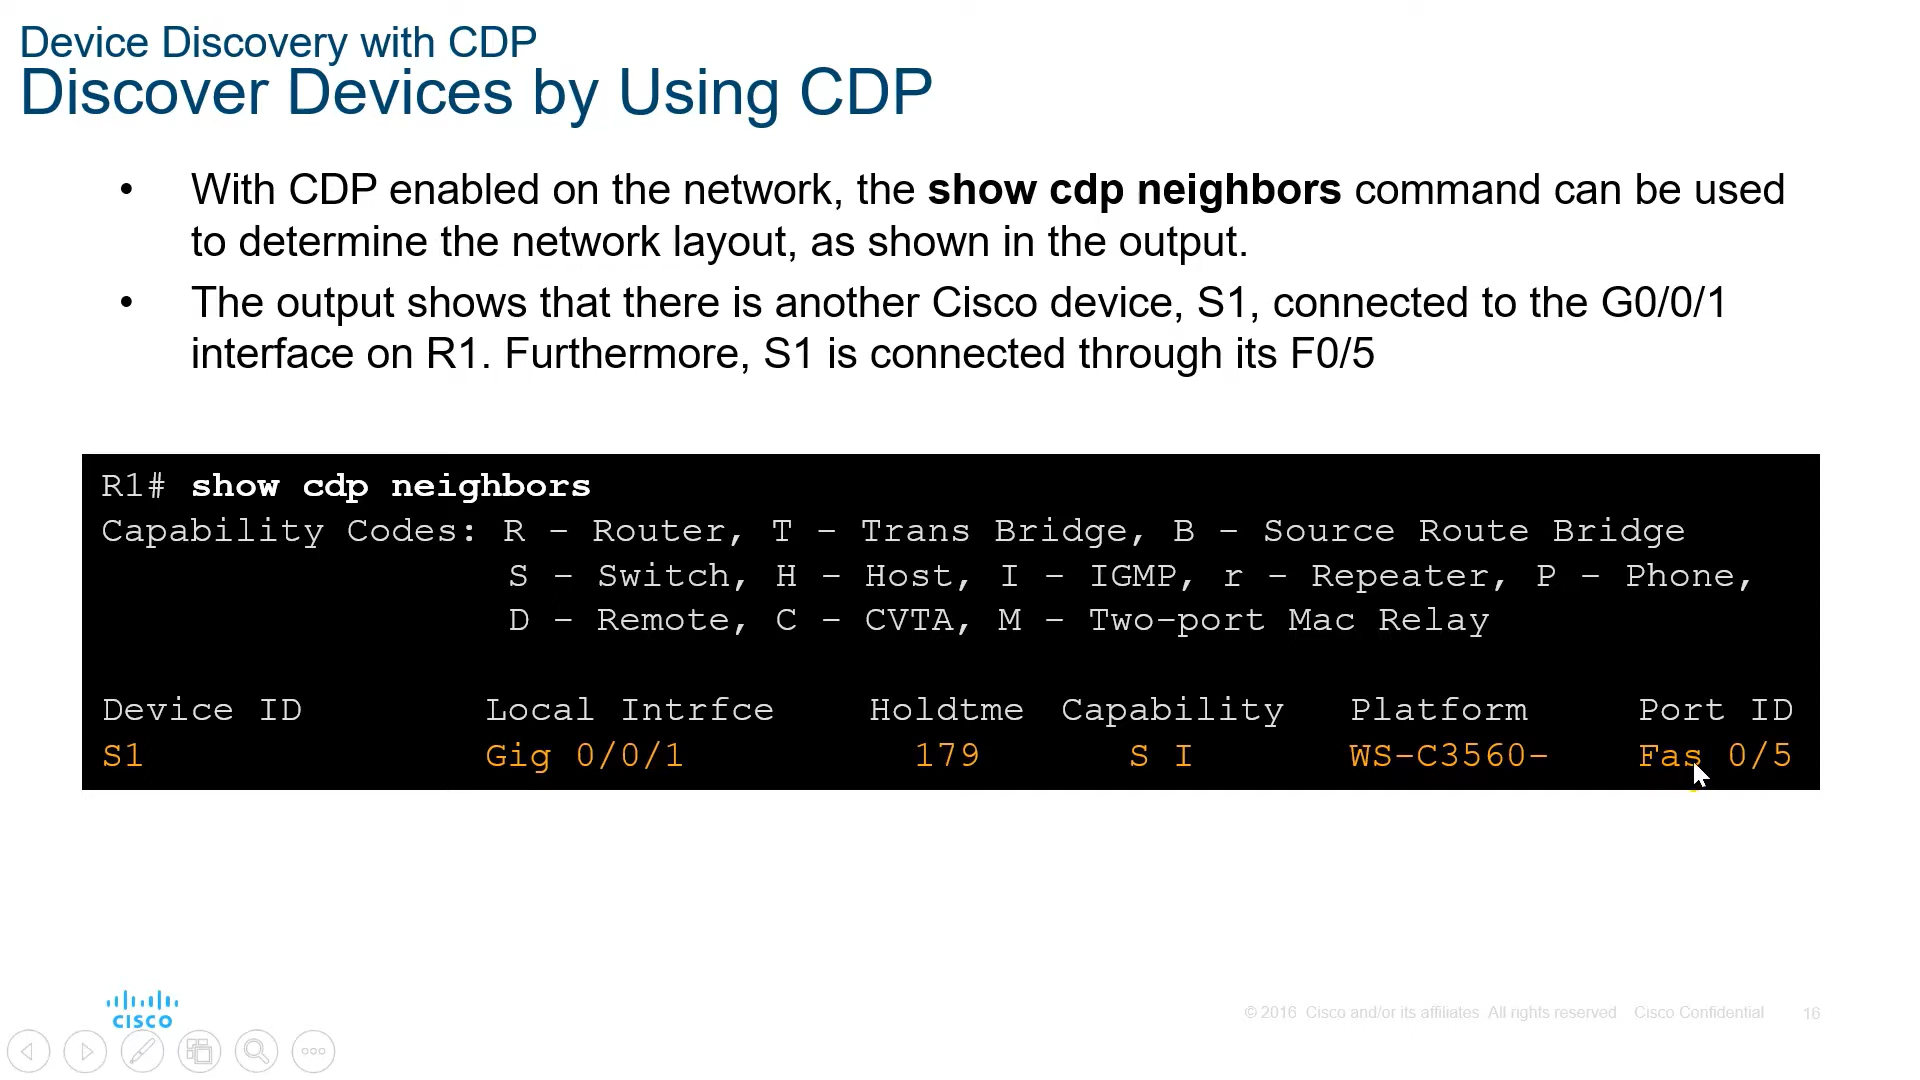 Device Discovery with CDP
Discover Devices by Using CDP
• With CDP enabled on the network, the show cdp neighbors command can be used
to determine the network layout, as shown in the output.
• The output shows that there is another Cisco device, S1, connected to the G0/0/1
interface on R1. Furthermore, S1 is connected through its F0/5
R1# show cdp neighbors
Capability Codes: R - Router, T - Trans Bridge, B - Source Route Bridge
S - Switch, H - Host, I - IGMP, r - Repeater, P - Phone,
D - Remote, C - CVTA, M - Two-port Mac Relay
Device ID Local Intrfce Holdtme Capability Platform Port ID
S1 Gig 0/0/1 179 S I WS-C3560- Fas 0/5
CISCO
© 2016 Cisco and/or its affiliates All rights reserved Cisco Confidential 16